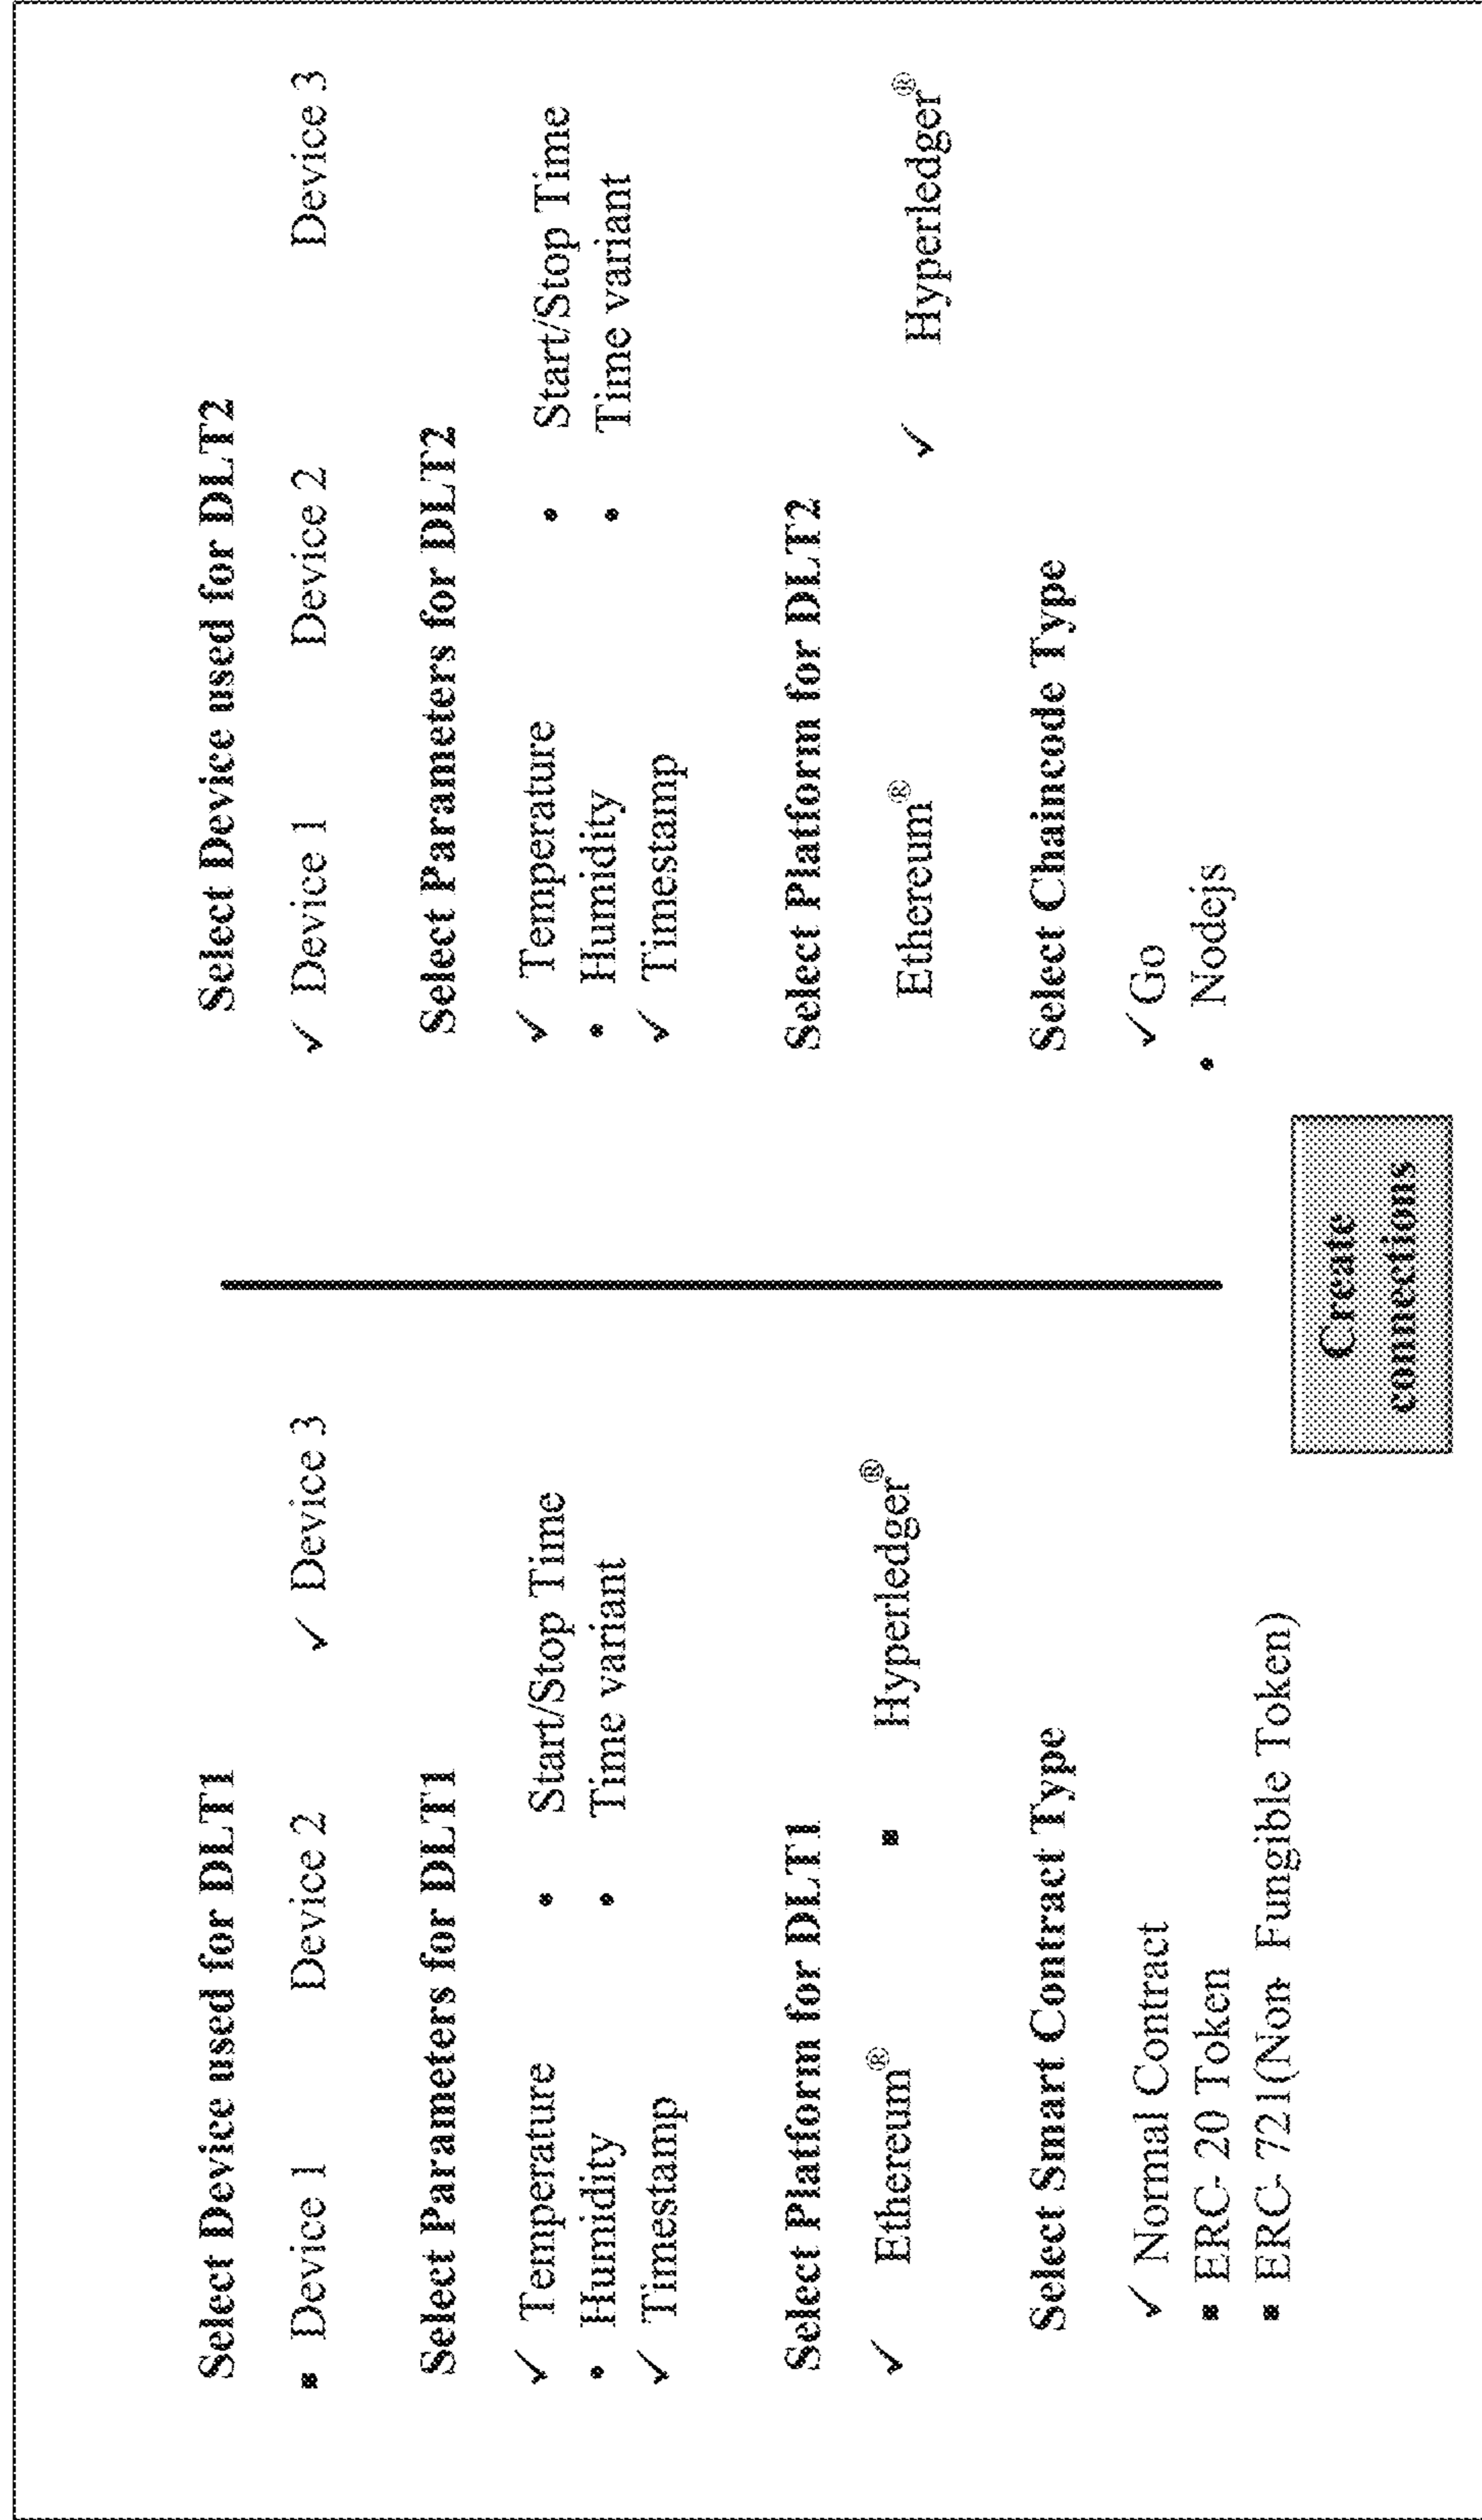 Select Device used for DLT1
▪ Device 1 Device 2 ✓ Device 3
Select Parameters for DLT1
✓ Temperature • Start/Stop Time
• Humidity • Time variant
✓ Timestamp
Select Platform for DLT1
✓ Ethereum® ▪ Hyperledger®
Select Smart Contract Type
✓ Normal Contract
▪ ERC- 20 Token
▪ ERC- 721(Non- Fungible Token)
Select Device used for DLT2
✓ Device 1 Device 2 Device 3
Select Parameters for DLT2
✓ Temperature • Start/Stop Time
• Humidity • Time variant
✓ Timestamp
Select Platform for DLT2
Ethereum® ✓ Hyperledger®
Select Chaincode Type
✓ Go
• Nodejs
Create
connections